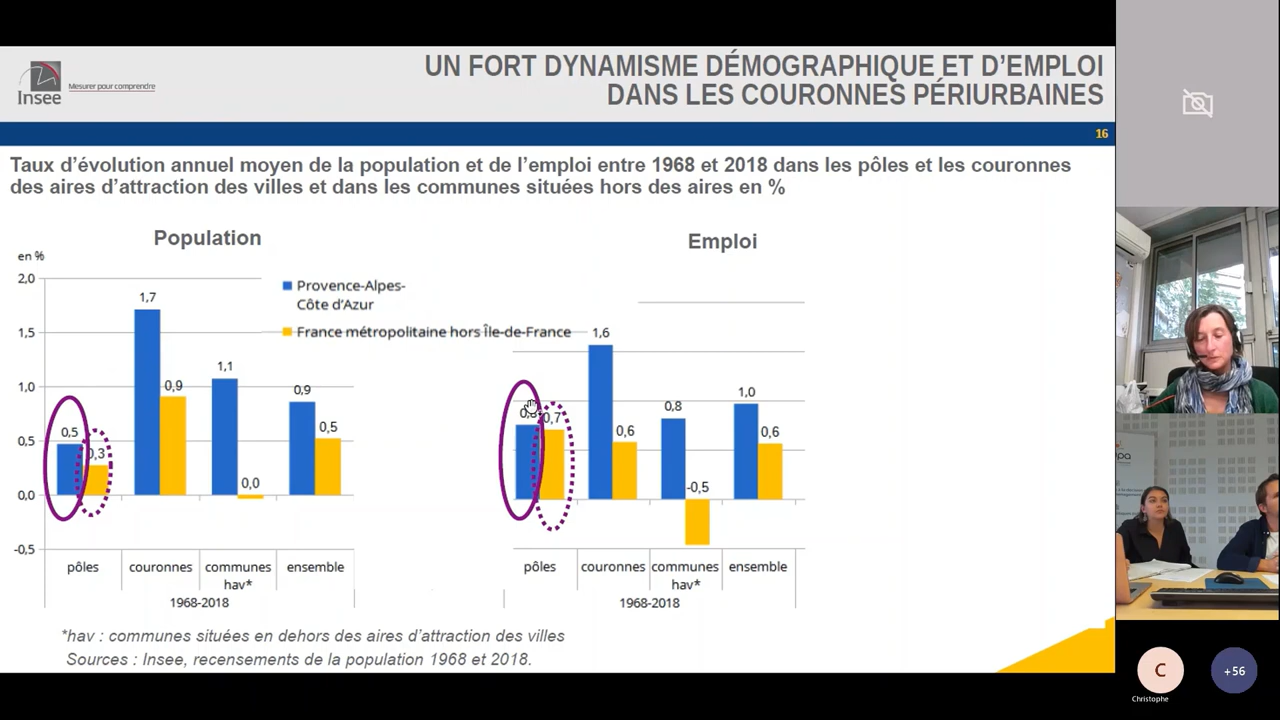 UN FORT DYNAMISME DÉMOGRAPHIQUE ET D'EMPLOI
DANS LES COURONNES PÉRIURBAINES
Insee
Mesurer pour comprendre
16
Taux d'évolution annuel moyen de la population et de l'emploi entre 1968 et 2018 dans les pôles et les couronnes
des aires d'attraction des villes et dans les communes situées hors des aires en %
Population
en %
2,0
1,5
1,0
0,5
0,0
-0,5
0,5
0,3
1,7
0,9
1,1
0,0
0,9
0,5
pôles
couronnes
communes
hav*
ensemble
1968-2018
Provence-Alpes-
Côte d'Azur
France métropolitaine hors Île-de-France
Emploi
0,7
1,6
0,6
0,8
-0,5
1,0
0,6
pôles
couronnes
communes
hav*
ensemble
1968-2018
*hav : communes situées en dehors des aires d'attraction des villes
Sources : Insee, recensements de la population 1968 et 2018.
C
Christophe
+56